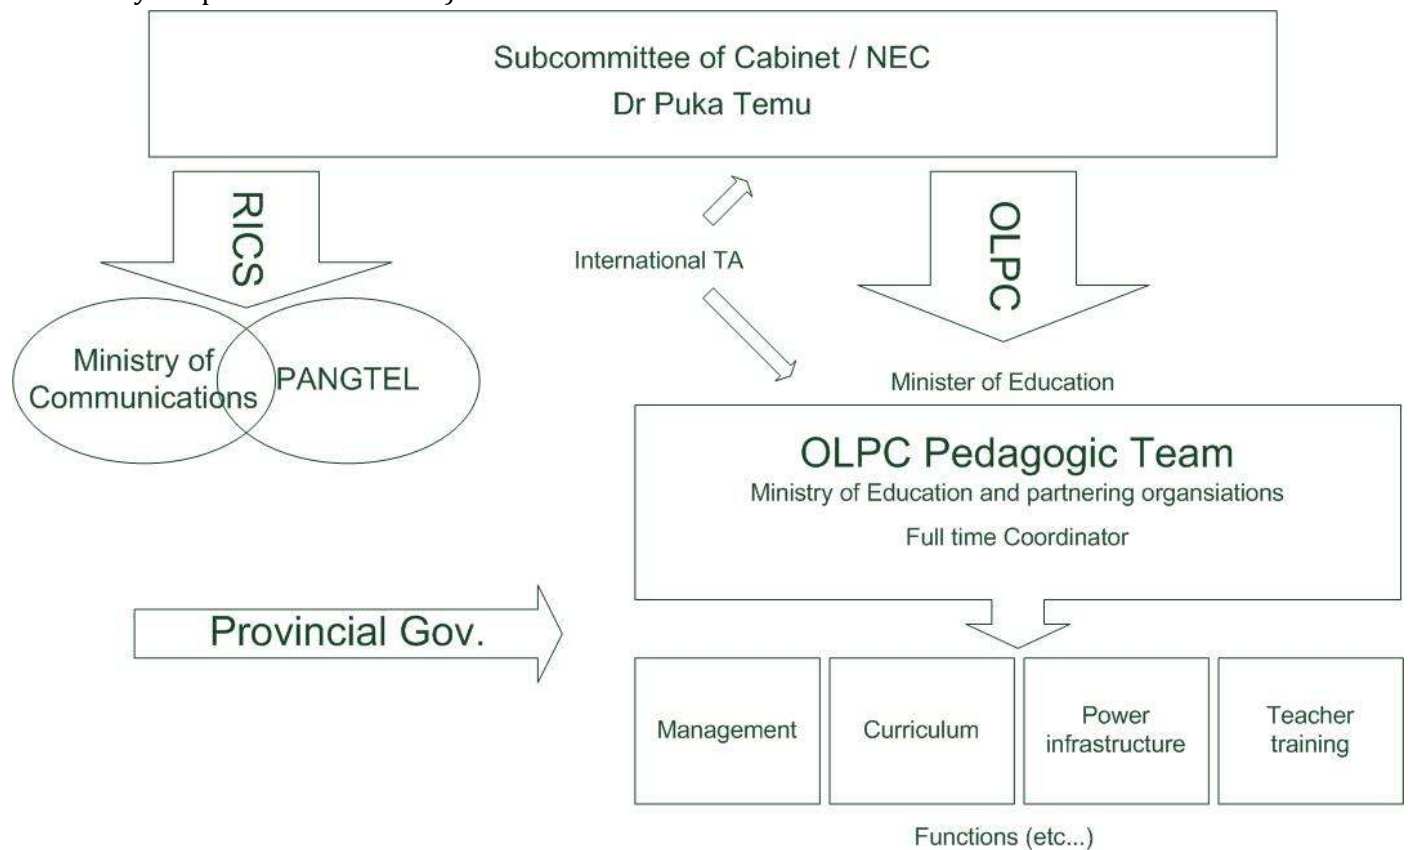 Subcommittee of Cabinet / NEC
Dr Puka Temu
RICS
OLPC
International TA
Ministry of
Communications
PANGTEL
Minister of Education
OLPC Pedagogic Team
Ministry of Education and partnering organsiations
Full time Coordinator
Provincial Gov.
Management
Curriculum
Power
infrastructure
Teacher
training
Functions (etc...)